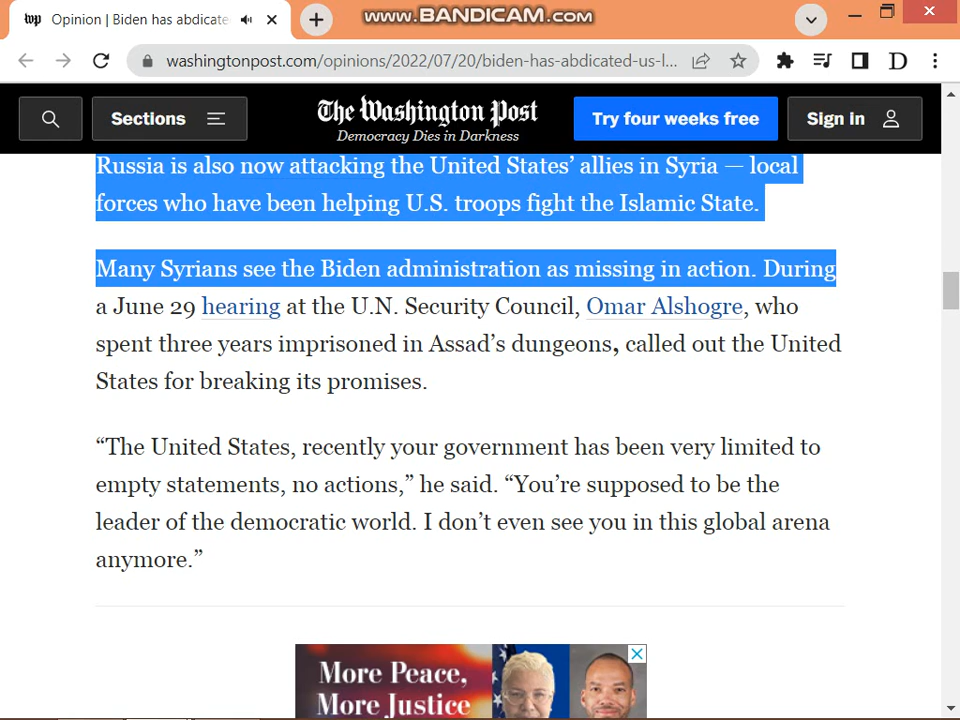 Opinion | Biden has abdicate
www.BANDICAM.com
washingtonpost.com/opinions/2022/07/20/biden-has-abdicated-us-l...
D
Sections
The Washington Post
Democracy Dies in Darkness
Try four weeks free
Sign in
Russia is also now attacking the United States’ allies in Syria — local
forces who have been helping U.S. troops fight the Islamic State.
Many Syrians see the Biden administration as missing in action. During
a June 29 hearing at the U.N. Security Council, Omar Alshogre, who
spent three years imprisoned in Assad’s dungeons, called out the United
States for breaking its promises.
“The United States, recently your government has been very limited to
empty statements, no actions,” he said. “You’re supposed to be the
leader of the democratic world. I don’t even see you in this global arena
anymore.”
More Peace,
More Justice